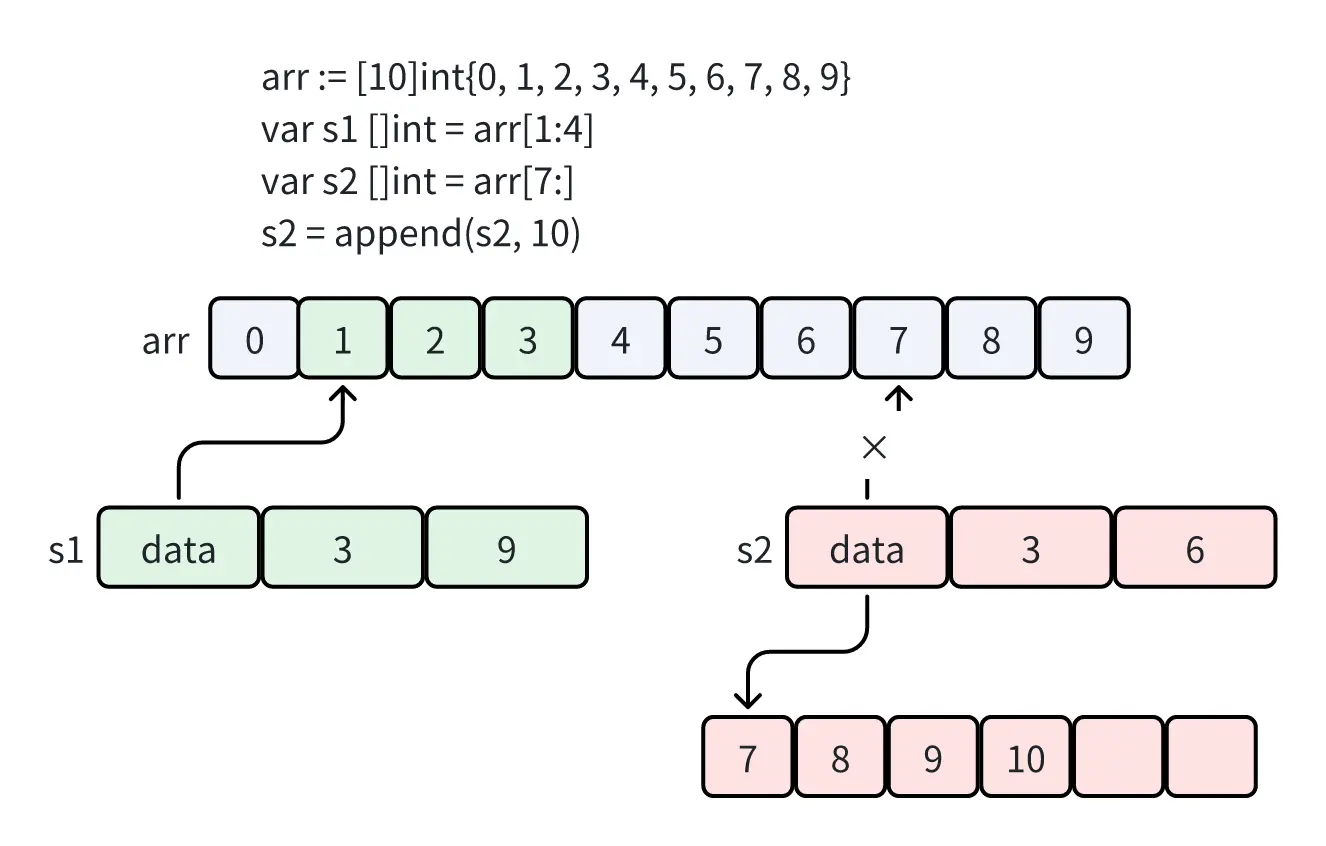 arr := [10]int{0, 1, 2, 3, 4, 5, 6, 7, 8, 9}
var s1 []int = arr[1:4]
var s2 []int = arr[7:]
s2 = append(s2, 10)
arr 0 1 2 3 4 5 6 7 8 9
×
s1 data 3 9
s2 data 3 6
7 8 9 10